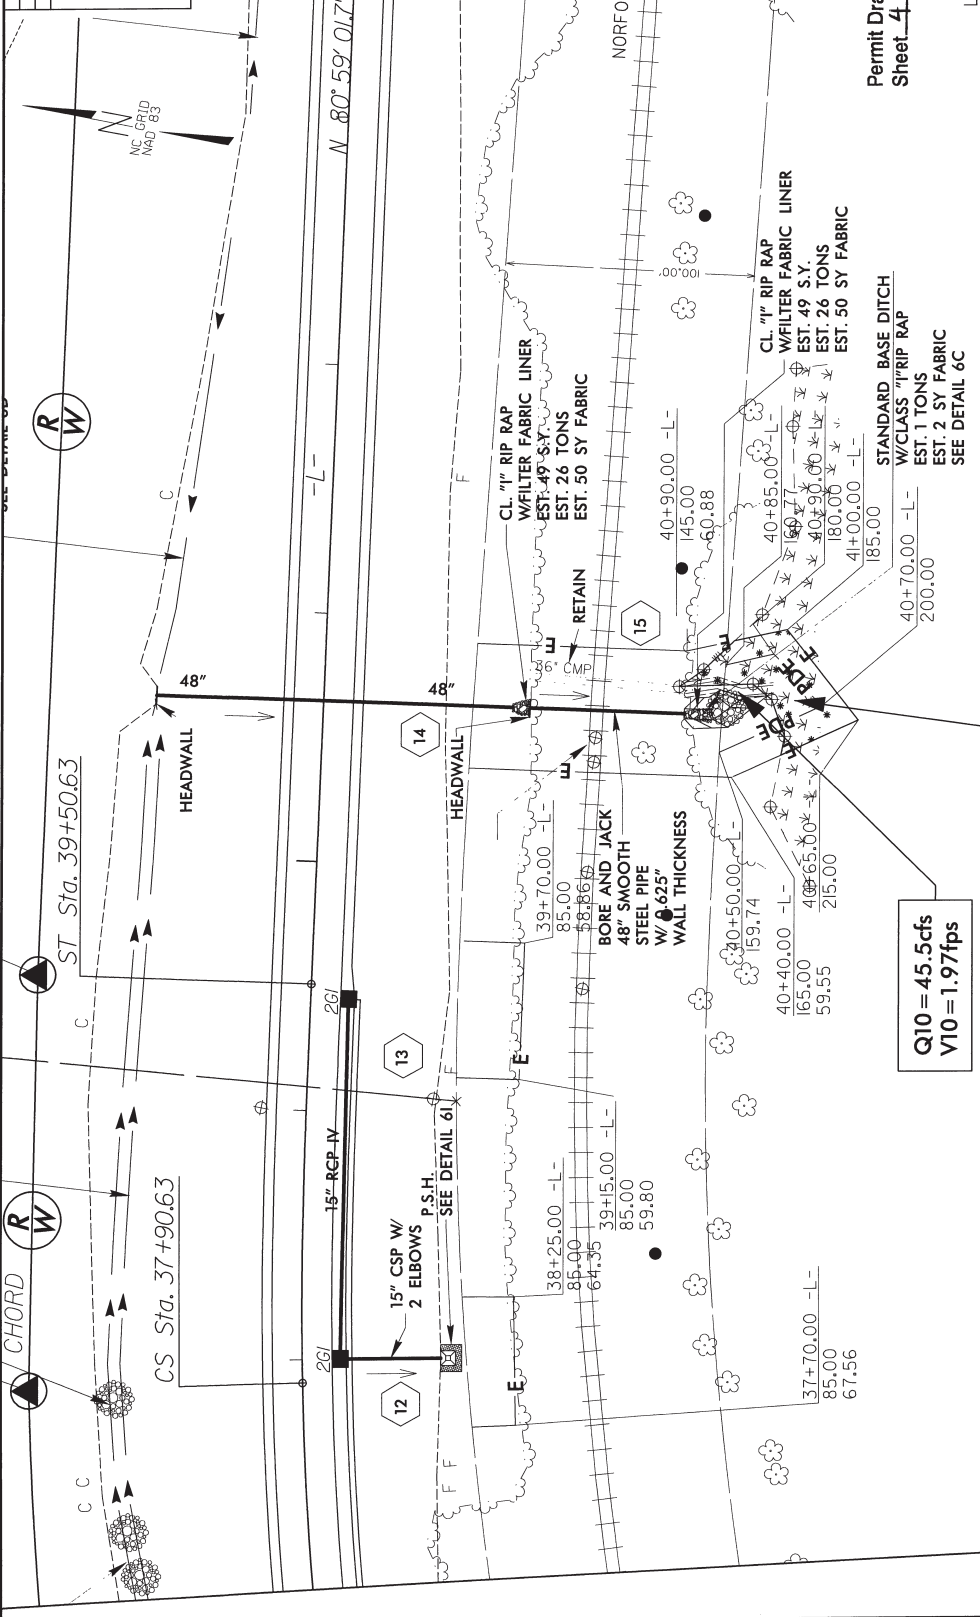 Permit Dra
Sheet 4
N
NC GRID
NAD 83
N 80° 59' 01.7"
NORFO
R
W
-L-
C
F
100.00'
CL. "I" RIP RAP
W/FILTER FABRIC LINER
EST. 49 S.Y.
EST. 26 TONS
EST. 50 SY FABRIC
CL. "I" RIP RAP
W/FILTER FABRIC LINER
EST. 49 S.Y.
EST. 26 TONS
EST. 50 SY FABRIC
STANDARD BASE DITCH
W/CLASS "I" RIP RAP
EST. 1 TONS
EST. 2 SY FABRIC
SEE DETAIL 6C
40+90.00 -L-
145.00
60.88
40+85.00 -L-
160.77
40+90.00 -L-
180.00
41+00.00 -L-
185.00
40+70.00 -L-
200.00
RETAIN
36" CMP
15
E
E
E
E
E
E
PDE
PDE
48"
48"
HEADWALL
HEADWALL
14
BORE AND JACK
48" SMOOTH
STEEL PIPE
W/ 0.625"
WALL THICKNESS
39+70.00 -L-
85.00
58.86
40+50.00 -L-
159.74
40+40.00 -L-
165.00
59.55
40+65.00 -L-
215.00
Q10=45.5cfs
V10=1.97fps
ST Sta. 39+50.63
C
C
2GI
13
F
E
15" RCP IV
P.S.H.
SEE DETAIL 6I
15" CSP W/
2 ELBOWS
38+25.00 -L-
85.00
64.35
39+15.00 -L-
85.00
59.80
R
W
CHORD
CS Sta. 37+90.63
2GI
12
E
37+70.00 -L-
85.00
67.56
C C
F F